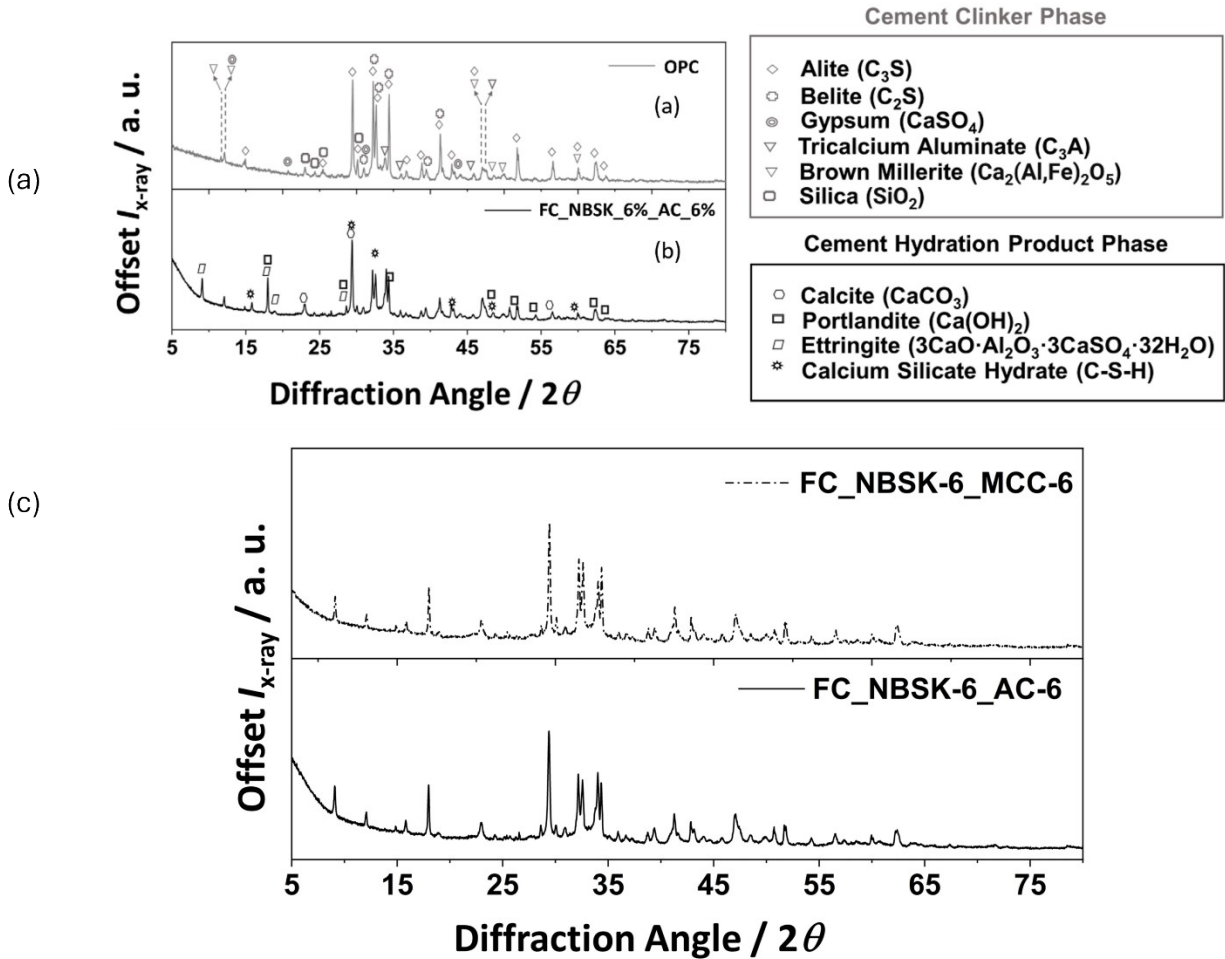 Cement Clinker Phase
(a)
Offset I x-ray / a. u.
OPC
(a)
FC_NBSK_6%_AC_6%
(b)
5 15 25 35 45 55 65 75
Diffraction Angle / 2θ
Alite (C3S)
Belite (C2S)
Gypsum (CaSO4)
Tricalcium Aluminate (C3A)
Brown Millerite (Ca2(Al,Fe)2O5)
Silica (SiO2)
Cement Hydration Product Phase
Calcite (CaCO3)
Portlandite (Ca(OH)2)
Ettringite (3CaO·Al2O3·3CaSO4·32H2O)
Calcium Silicate Hydrate (C-S-H)
(c)
Offset I x-ray / a. u.
FC_NBSK-6_MCC-6
FC_NBSK-6_AC-6
5 15 25 35 45 55 65 75
Diffraction Angle / 2θ